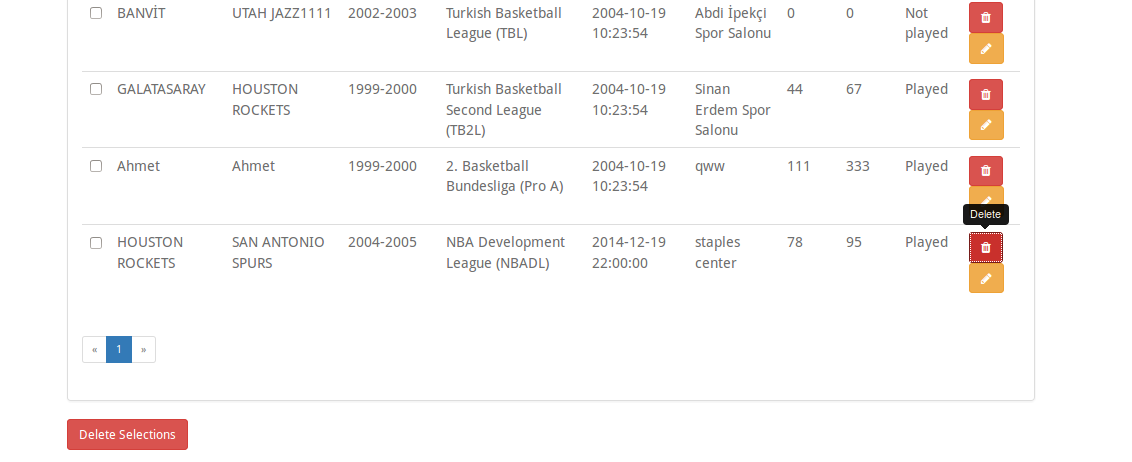 BANVİT UTAH JAZZ1111 2002-2003 Turkish Basketball 2004-10-19 Abdi İpekçi 0 0 Not
League (TBL) 10:23:54 Spor Salonu played
GALATASARAY HOUSTON 1999-2000 Turkish Basketball 2004-10-19 Sinan 44 67 Played
ROCKETS Second League 10:23:54 Erdem Spor
(TB2L) Salonu
Ahmet Ahmet 1999-2000 2. Basketball 2004-10-19 qww 111 333 Played
Bundesliga (Pro A) 10:23:54
Delete
HOUSTON SAN ANTONIO 2004-2005 NBA Development 2014-12-19 staples 78 95 Played
ROCKETS SPURS League (NBADL) 22:00:00 center
« 1 »
Delete Selections